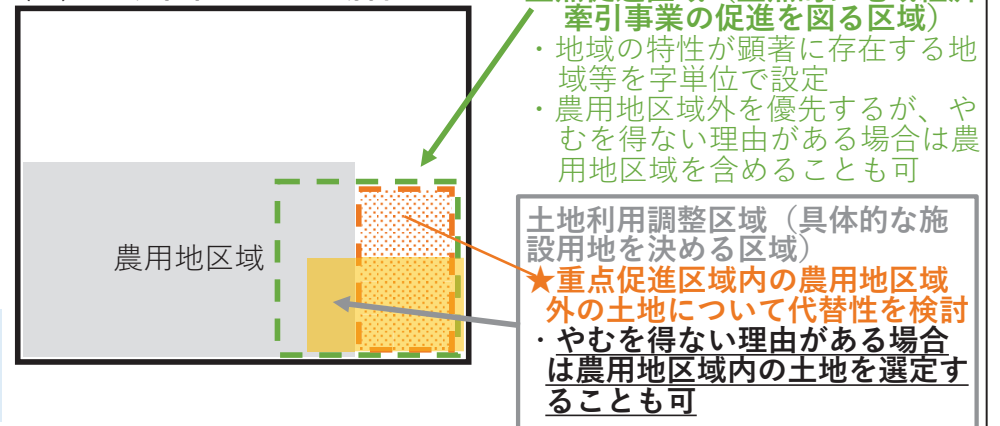 牽引事業の促進を図る区域）
・地域の特性が顕著に存在する地
域等を字単位で設定
・農用地区域外を優先するが、や
むを得ない理由がある場合は農
用地区域を含めることも可
農用地区域
土地利用調整区域（具体的な施
設用地を決める区域）
★重点促進区域内の農用地区域
外の土地について代替性を検討
・やむを得ない理由がある場合
は農用地区域内の土地を選定す
ることも可